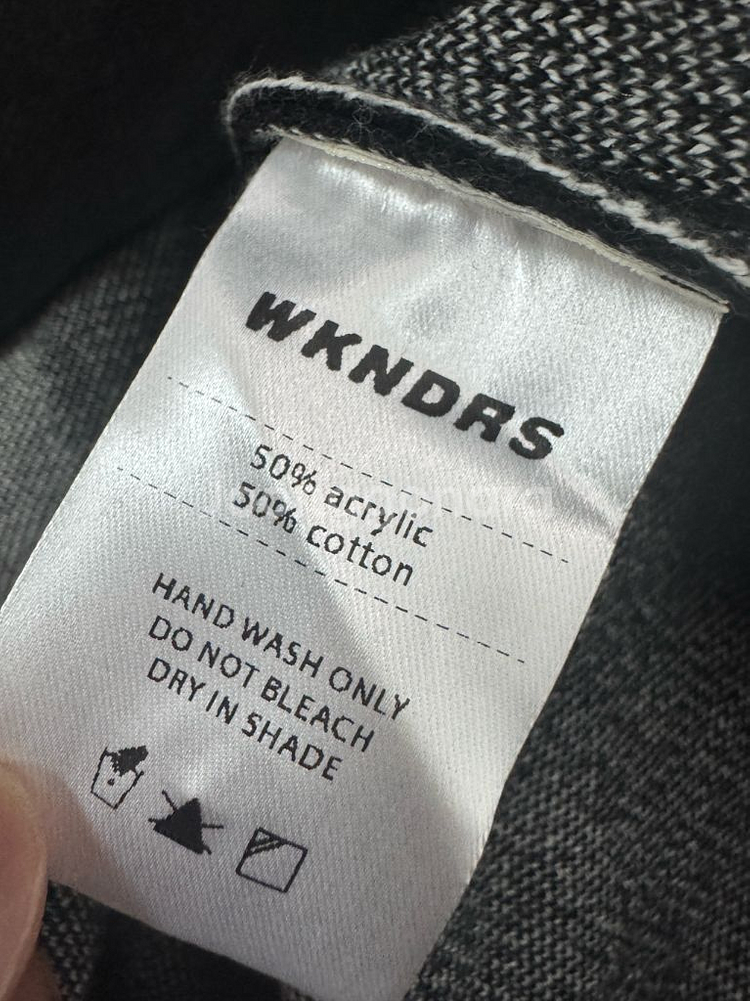 WKNDRS
50% acrylic
50% cotton
HAND WASH ONLY
DO NOT BLEACH
DRY IN SHADE